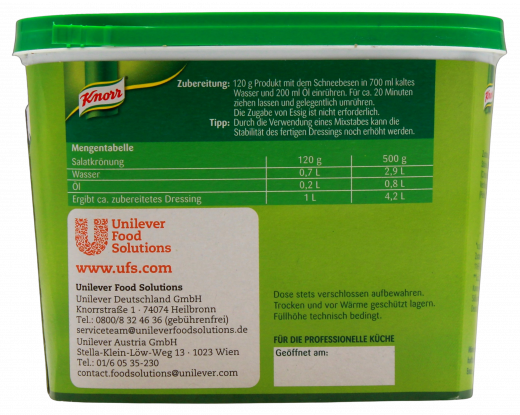 Knorr
Zubereitung: 120 g Produkt mit dem Schneebesen in 700 ml kaltes
Wasser und 200 ml Öl einrühren. Für ca. 20 Minuten
ziehen lassen und gelegentlich umrühren.
Die Zugabe von Essig ist nicht erforderlich.
Tipp: Durch die Verwendung eines Mixstabes kann die
Stabilität des fertigen Dressings noch erhöht werden.
Mengentabelle
Salatkrönung 120 g 500 g
Wasser 0,7 L 2,9 L
Öl 0,2 L 0,8 L
Ergibt ca. zubereitetes Dressing 1 L 4,2 L
Unilever
Food
Solutions
www.ufs.com
Unilever Food Solutions
Unilever Deutschland GmbH
Knorrstraße 1 · 74074 Heilbronn
Tel.: 0800/8 32 46 36 (gebührenfrei)
serviceteam@unileverfoodsolutions.de
Unilever Austria GmbH
Stella-Klein-Löw-Weg 13 · 1023 Wien
Tel.: 01/6 05 35-230
contact.foodsolutions@unilever.com
Dose stets verschlossen aufbewahren.
Trocken und vor Wärme geschützt lagern.
Füllhöhe technisch bedingt.
FÜR DIE PROFESSIONELLE KÜCHE
Geöffnet am: